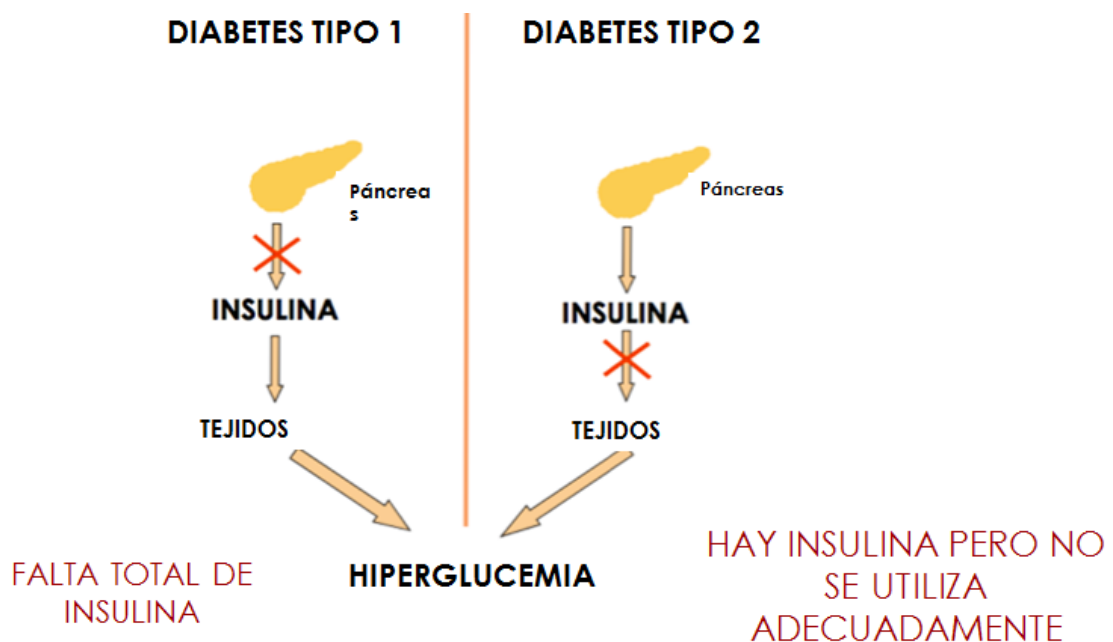 DIABETES TIPO 1
DIABETES TIPO 2
Páncrea
s
Páncreas
INSULINA
INSULINA
TEJIDOS
TEJIDOS
HIPERGLUCEMIA
FALTA TOTAL DE
INSULINA
HAY INSULINA PERO NO
SE UTILIZA
ADECUADAMENTE